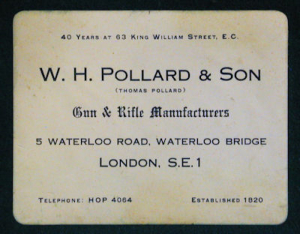 40 Years at 63 King William Street, E.C.
W. H. Pollard & Son
(Thomas Pollard)
Gun & Rifle Manufacturers
5 Waterloo Road, Waterloo Bridge
London, S.E.1
Telephone: HOP 4064
Established 1820